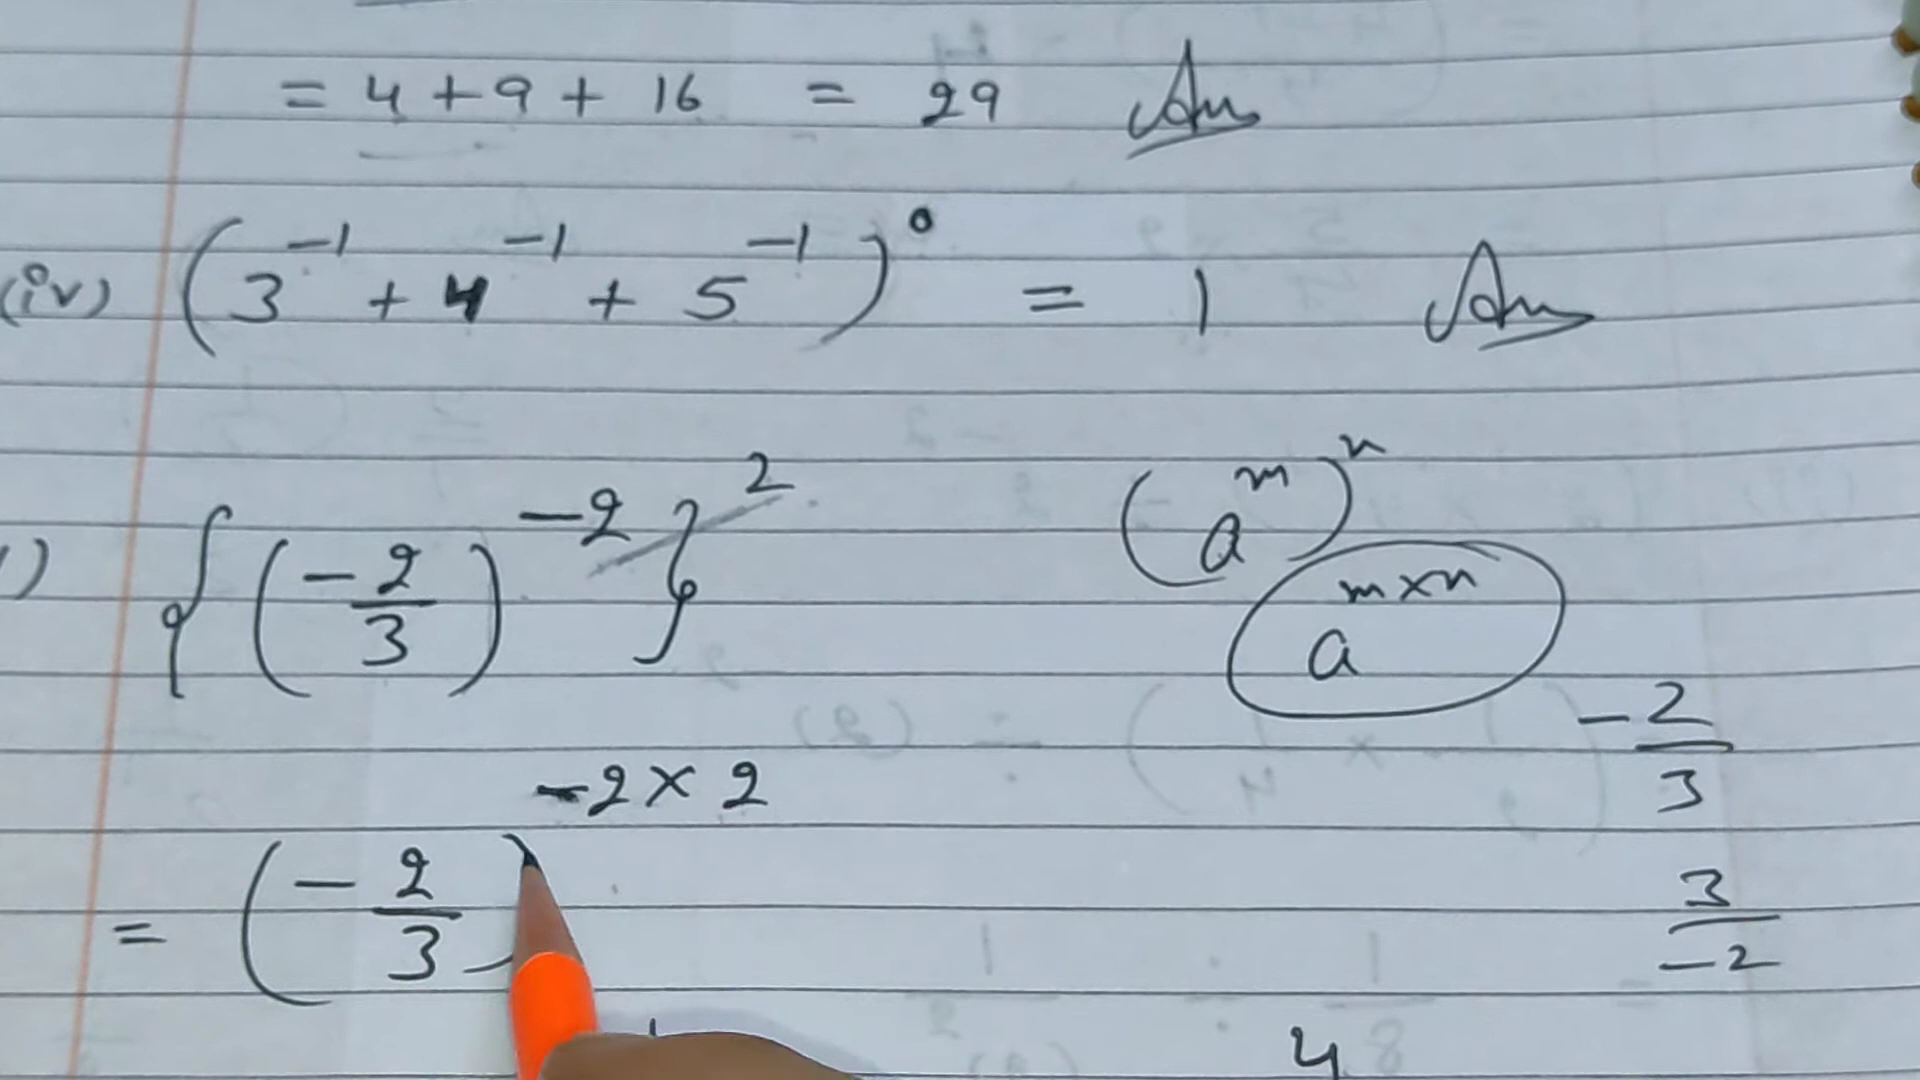 = 4 + 9 + 16 = 29 Ans
(iv) (3⁻¹ + 4⁻¹ + 5⁻¹)⁰ = 1 Ans
) {(-2/3)⁻²}² (aᵐ)ⁿ
aᵐˣⁿ
-2/3
= (-2/3)^-2×2
3/-2
4